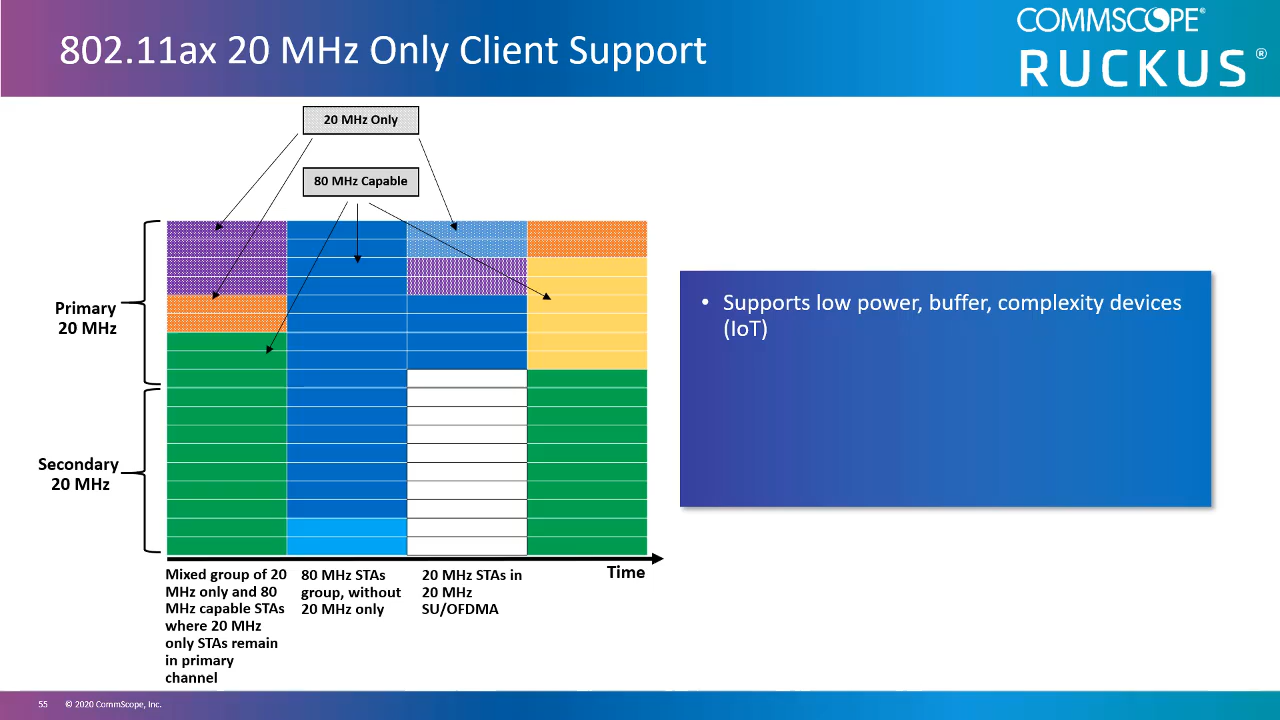 802.11ax 20 MHz Only Client Support
COMMSCOPE®
RUCKUS®
20 MHz Only
80 MHz Capable
Primary
20 MHz
Secondary
20 MHz
• Supports low power, buffer, complexity devices
(IoT)
Time
Mixed group of 20
MHz only and 80
MHz capable STAs
where 20 MHz
only STAs remain
in primary
channel
80 MHz STAs
group, without
20 MHz only
20 MHz STAs in
20 MHz
SU/OFDMA
55 © 2020 CommScope, Inc.